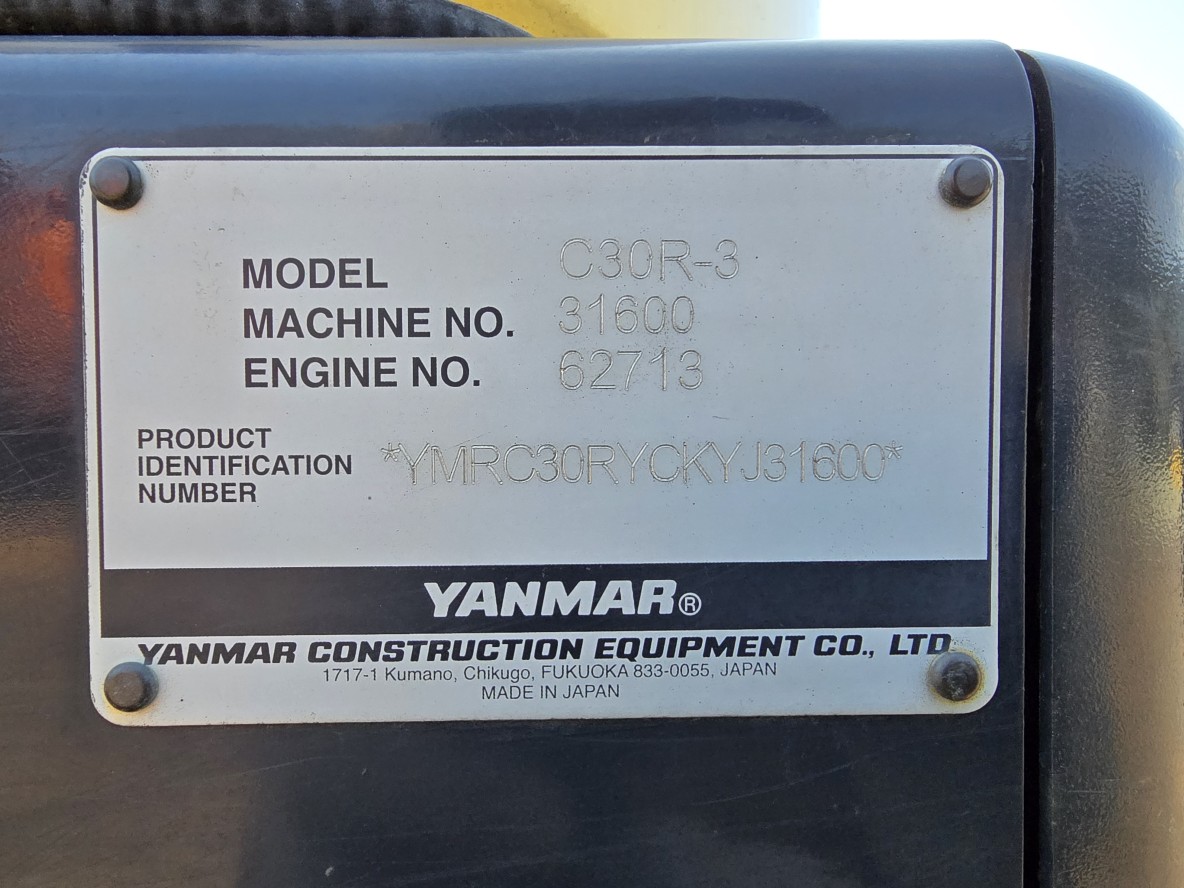 MODEL C30R-3
MACHINE NO. 31600
ENGINE NO. 62713
PRODUCT
IDENTIFICATION *YMRC30RYCKYJ31600*
NUMBER
YANMAR®
YANMAR CONSTRUCTION EQUIPMENT CO., LTD.
1717-1 Kumano, Chikugo, FUKUOKA 833-0055, JAPAN
MADE IN JAPAN